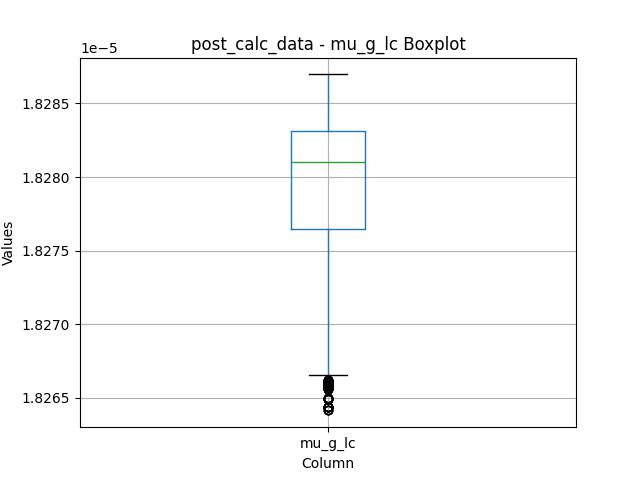 post_calc_data - mu_g_lc Boxplot
1e−5
1.8285
1.8280
1.8275
1.8270
1.8265
Values
mu_g_lc
Column